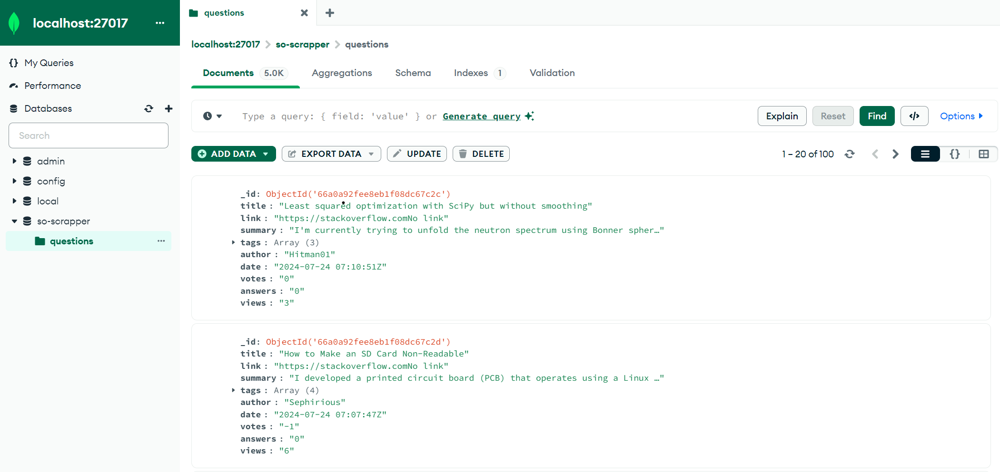 localhost:27017
My Queries
Performance
Databases
Search
admin
config
local
so-scrapper
questions
questions
localhost:27017 > so-scrapper > questions
Documents 5.0K Aggregations Schema Indexes 1 Validation
Type a query: { field: 'value' } or Generate query Explain Reset Find </> Options
ADD DATA EXPORT DATA UPDATE DELETE 1 – 20 of 100 {}
_id: ObjectId('66a0a92fee8eb1f08dc67c2c')
title : "Least squared optimization with SciPy but without smoothing"
link : "https://stackoverflow.comNo link"
summary : "I'm currently trying to unfold the neutron spectrum using Bonner spher…"
tags : Array (3)
author : "Hitman01"
date : "2024-07-24 07:10:51Z"
votes : "0"
answers : "0"
views : "3"
_id: ObjectId('66a0a92fee8eb1f08dc67c2d')
title : "How to Make an SD Card Non-Readable"
link : "https://stackoverflow.comNo link"
summary : "I developed a printed circuit board (PCB) that operates using a Linux …"
tags : Array (4)
author : "Sephirious"
date : "2024-07-24 07:07:47Z"
votes : "-1"
answers : "0"
views : "6"